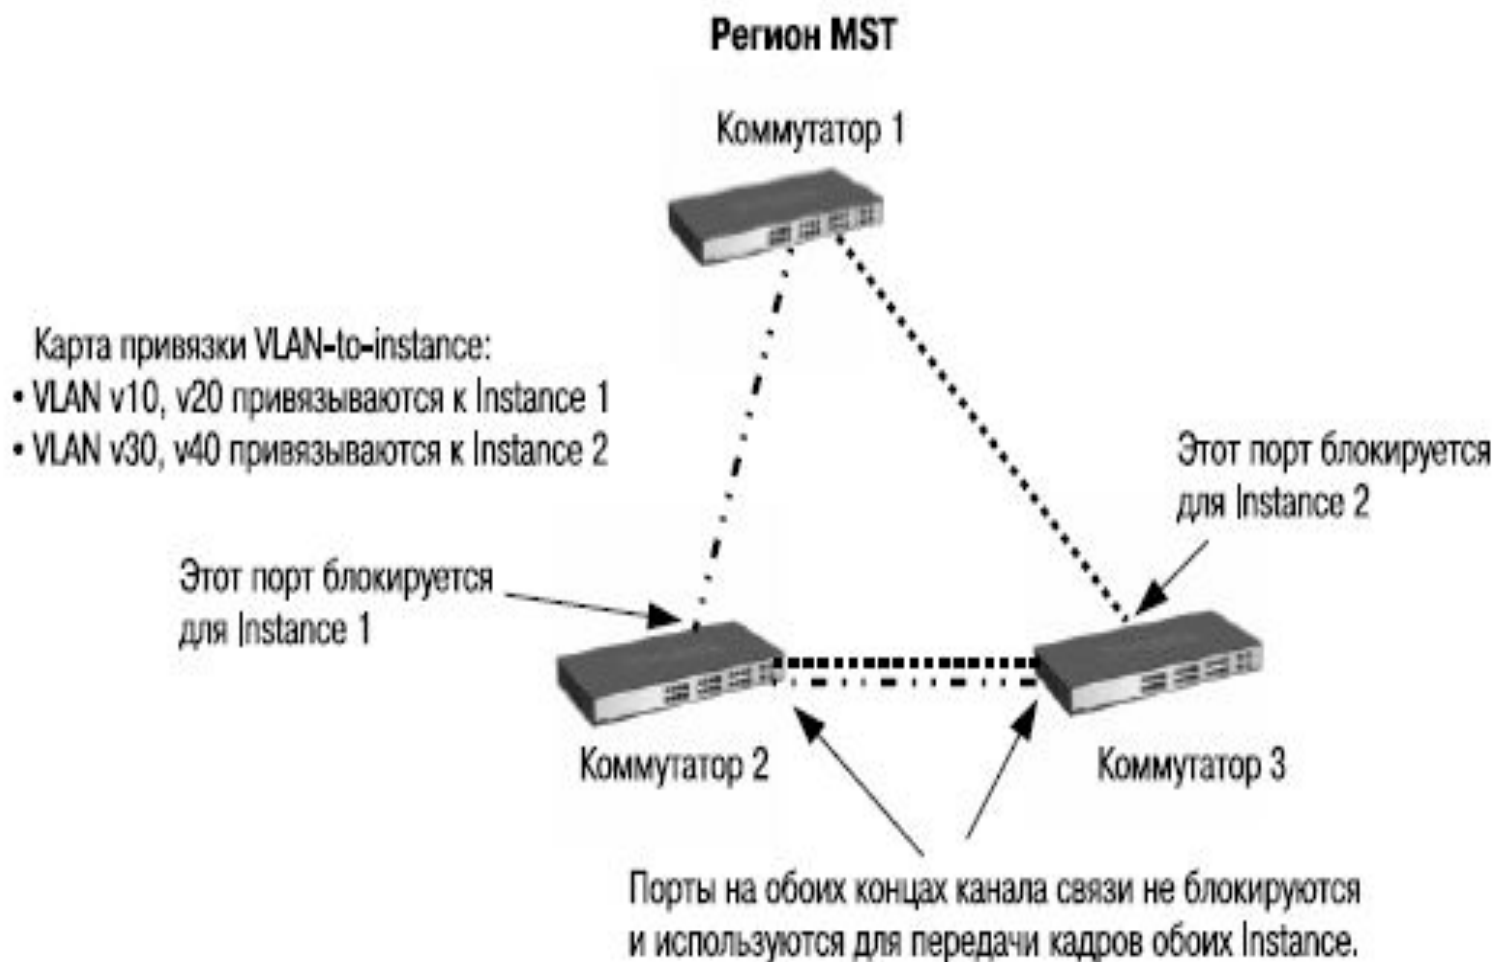 Регион MST
Коммутатор 1
Карта привязки VLAN-to-instance:
• VLAN v10, v20 привязываются к Instance 1
• VLAN v30, v40 привязываются к Instance 2
Этот порт блокируется
для Instance 2
Этот порт блокируется
для Instance 1
Коммутатор 2
Коммутатор 3
Порты на обоих концах канала связи не блокируются
и используются для передачи кадров обоих Instance.